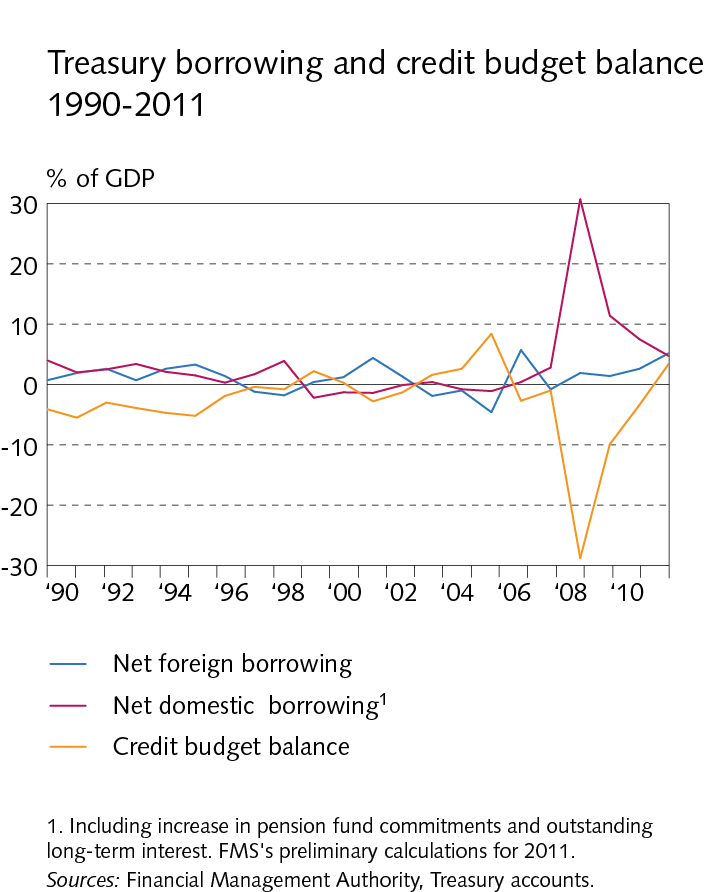 Treasury borrowing and credit budget balance
1990-2011
% of GDP
30
20
10
0
-10
-20
-30
‘90 ‘92 ‘94 ‘96 ‘98 ‘00 ‘02 ‘04 ‘06 ‘08 ‘10
Net foreign borrowing
Net domestic borrowing1
Credit budget balance
1. Including increase in pension fund commitments and outstanding
long-term interest. FMS's preliminary calculations for 2011.
Sources: Financial Management Authority, Treasury accounts.